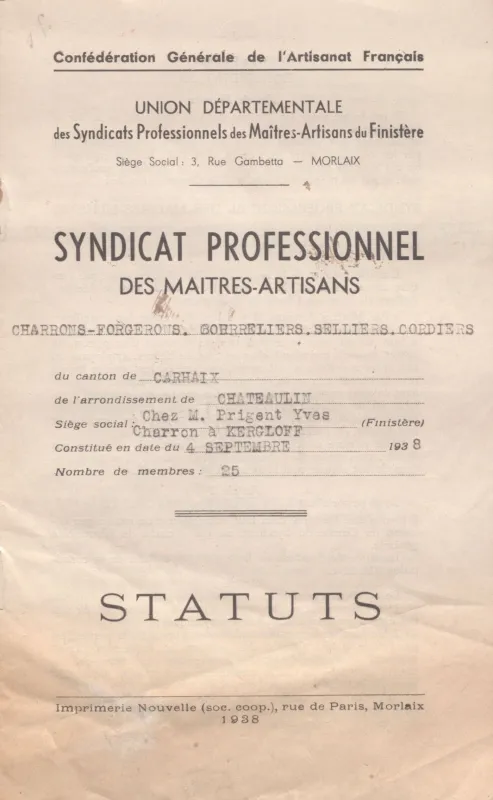 Confédération Générale de l'Artisanat Français
UNION DÉPARTEMENTALE
des Syndicats Professionnels des Maîtres-Artisans du Finistère
Siège Social : 3, Rue Gambetta — MORLAIX
SYNDICAT PROFESSIONNEL
DES MAITRES-ARTISANS
CHARRONS-FORGERONS. BOURRELIERS.SELLIERS.CORDIERS
du canton de CARHAIX
de l'arrondissement de CHATEAULIN
Siège social : Chez M. Prigent Yves
Charron à KERGLOFF (Finistère)
Constitué en date du 4 SEPTEMBRE 1938
Nombre de membres : 25
STATUTS
Imprimerie Nouvelle (soc. coop.), rue de Paris, Morlaix
1938